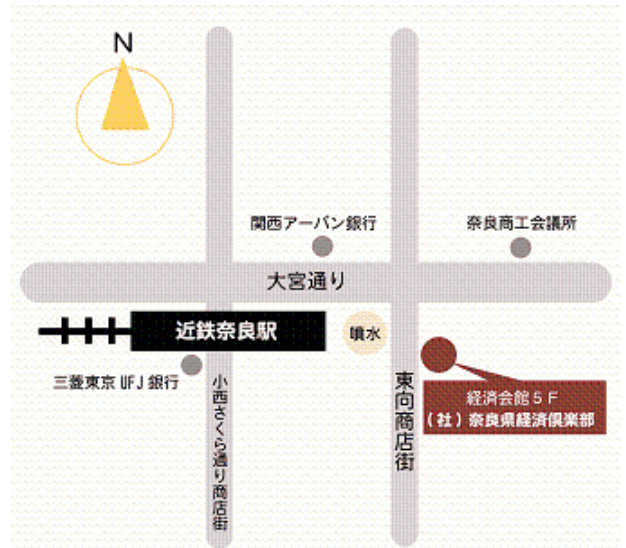 N
関西アーバン銀行
奈良商工会議所
大宮通り
近鉄奈良駅
噴水
三菱東京UFJ銀行
小西さくら通り商店街
東向商店街
経済会館5F
(社)奈良県経済倶楽部